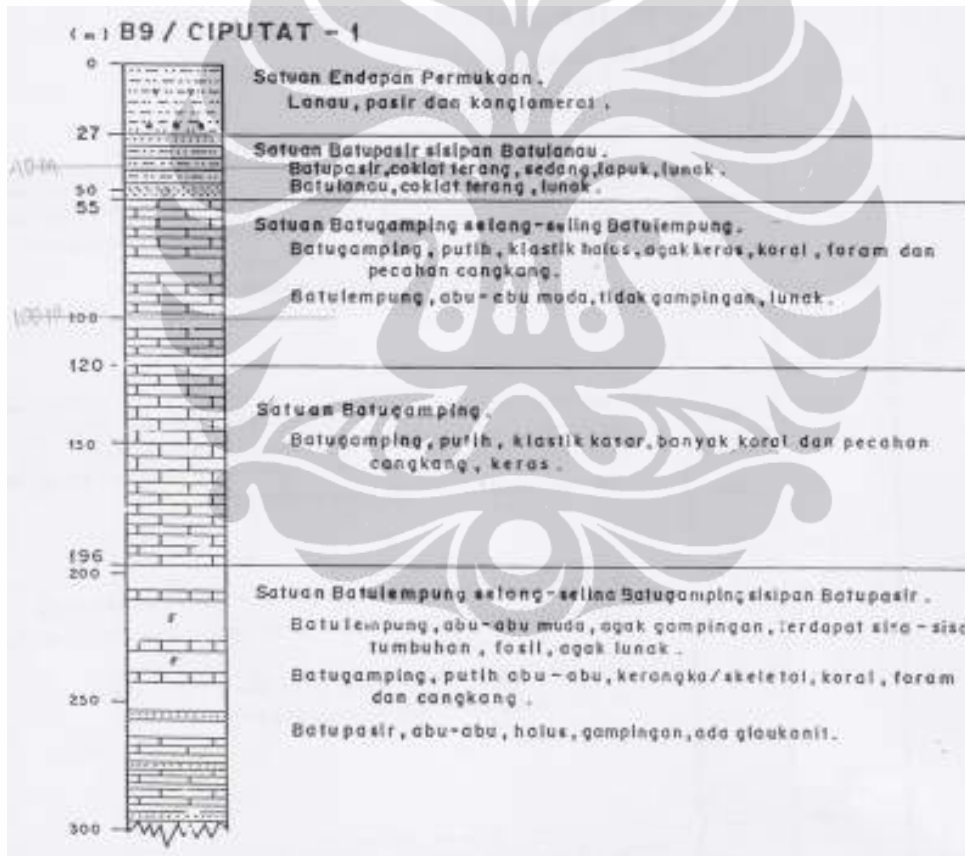 (m) B9 / CIPUTAT - 1
0
Satuan Endapan Permukaan.
Lanau, pasir dan konglomerat.
27
Satuan Batupasir sisipan Batulanau.
Batupasir, coklat terang, sedang, lapuk, lunak.
50
Batulanau, coklat terang, lunak.
55
Satuan Batugamping selang-seling Batulempung.
Batugamping, putih, klastik halus, agak keras, koral, foram dan
pecahan cangkang.
Batulempung, abu-abu muda, tidak gampingan, lunak.
100 M
100
120
Satuan Batugamping.
Batugamping, putih, klastik kasar, banyak koral dan pecahan
150
cangkang, keras.
196
200
Satuan Batulempung selang-seling Batugamping sisipan Batupasir.
Batulempung, abu-abu muda, agak gampingan, terdapat sisa-sisa
F
tumbuhan, fosil, agak lunak.
F
Batugamping, putih abu-abu, kerangka/skeletal, koral, foram
250
dan cangkang.
Batupasir, abu-abu, halus, gampingan, ada glaukonit.
300